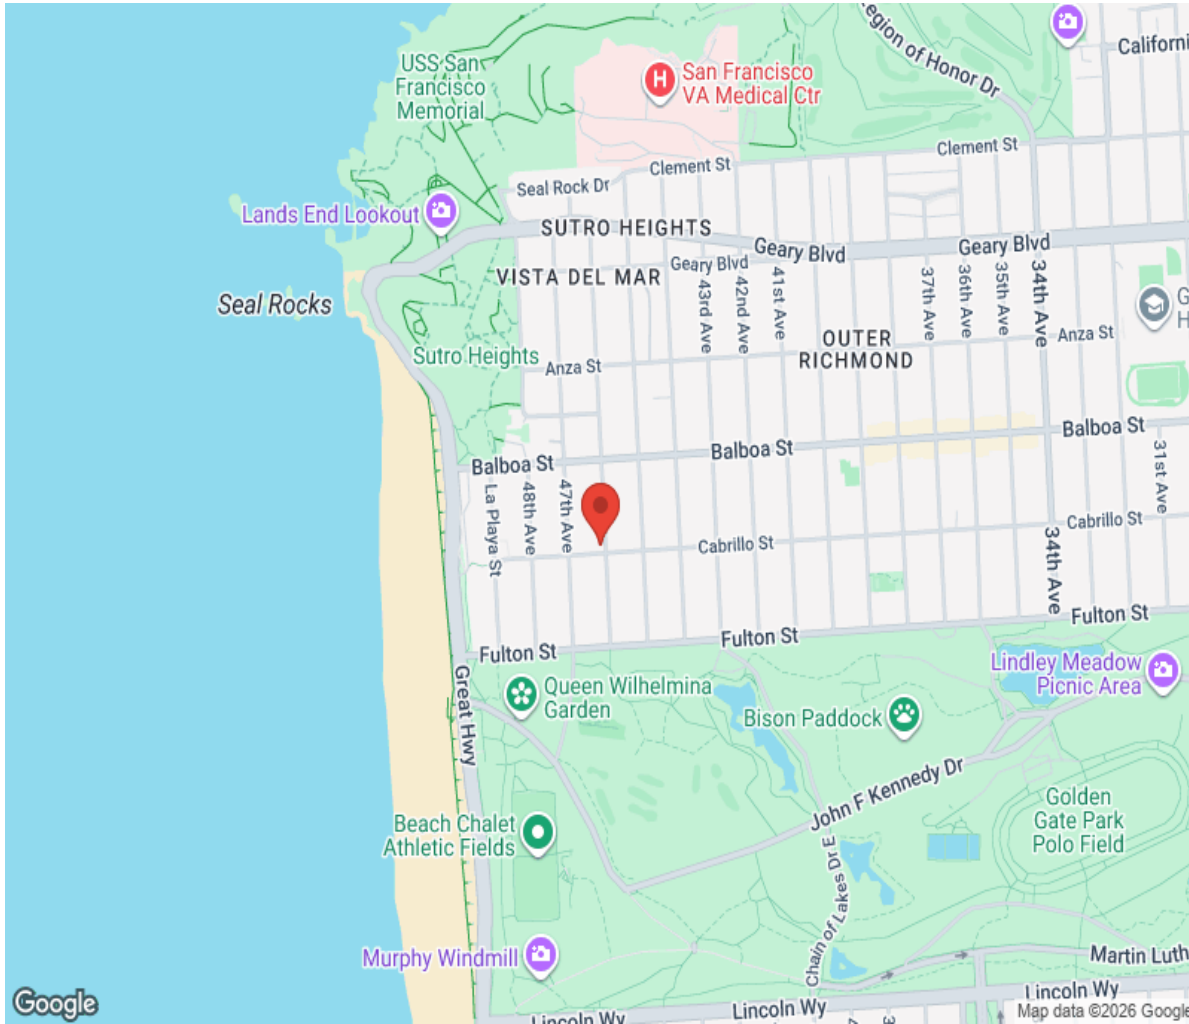 Region of Honor Dr
Californi
USS San
Francisco
Memorial
San Francisco
VA Medical Ctr
H
Clement St
Clement St
Seal Rock Dr
Lands End Lookout
SUTRO HEIGHTS
Geary Blvd
Geary Blvd
Geary Blvd
VISTA DEL MAR
43rd Ave
42nd Ave
41st Ave
37th Ave
36th Ave
35th Ave
34th Ave
Seal Rocks
G
H
OUTER
RICHMOND
Anza St
Sutro Heights
Anza St
Balboa St
Balboa St
Balboa St
31st Ave
La Playa St
48th Ave
47th Ave
Cabrillo St
Cabrillo St
34th Ave
Fulton St
Fulton St
Fulton St
Great Hwy
Queen Wilhelmina
Garden
Lindley Meadow
Picnic Area
Bison Paddock
John F Kennedy Dr
Golden
Gate Park
Polo Field
Beach Chalet
Athletic Fields
Chain of Lakes Dr E
Murphy Windmill
Martin Luth
Lincoln Wy
Lincoln Wy
Lincoln Wy
Google
Map data ©2026 Google